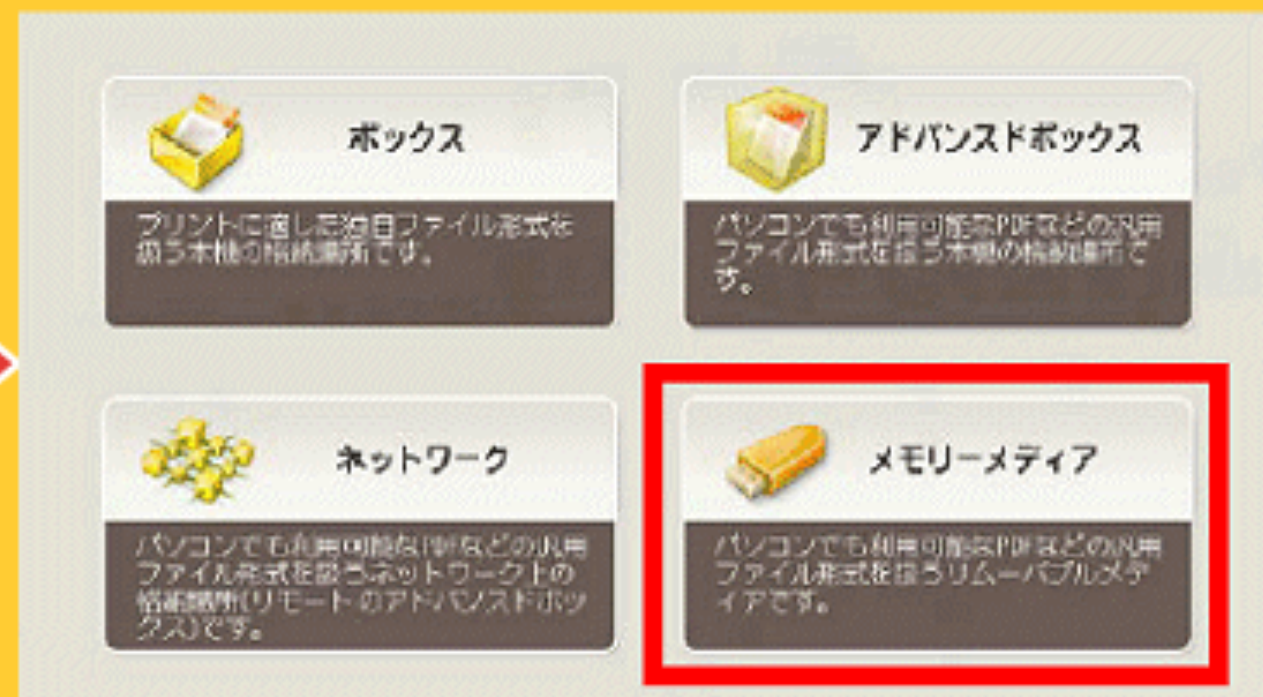 ボックス
プリントに適した独自ファイル形式を
扱う本機の格納場所です。
アドバンスドボックス
パソコンでも利用可能なPDFなどの汎用
ファイル形式を扱う本機の格納場所で
す。
ネットワーク
パソコンでも利用可能なPDFなどの汎用
ファイル形式を扱うネットワーク上の
格納場所(リモートのアドバンスドボッ
クス)です。
メモリーメディア
パソコンでも利用可能なPDFなどの汎用
ファイル形式を扱うリムーバブルメデ
ィアです。